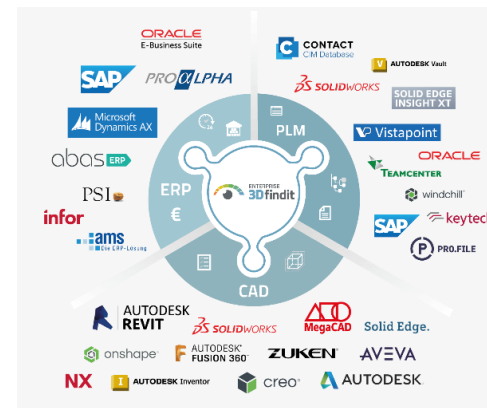 ORACLE
E-Business Suite
SAP
PROALPHA
Microsoft
Dynamics AX
abas ERP
PSI
infor
ams
Die ERP-Lösung
CONTACT
CIM Database
AUTODESK Vault
SOLIDWORKS
SOLID EDGE
INSIGHT XT
Vistapoint
ORACLE
TEAMCENTER
windchill
SAP
keytec
PRO.FILE
PLM
24
ERP
€
ENTERPRISE
3Dfindit
CAD
AUTODESK
REVIT
SOLIDWORKS
MegaCAD
Solid Edge.
onshape
AUTODESK
FUSION 360
ZUKEN
AVEVA
NX
AUTODESK Inventor
creo
AUTODESK